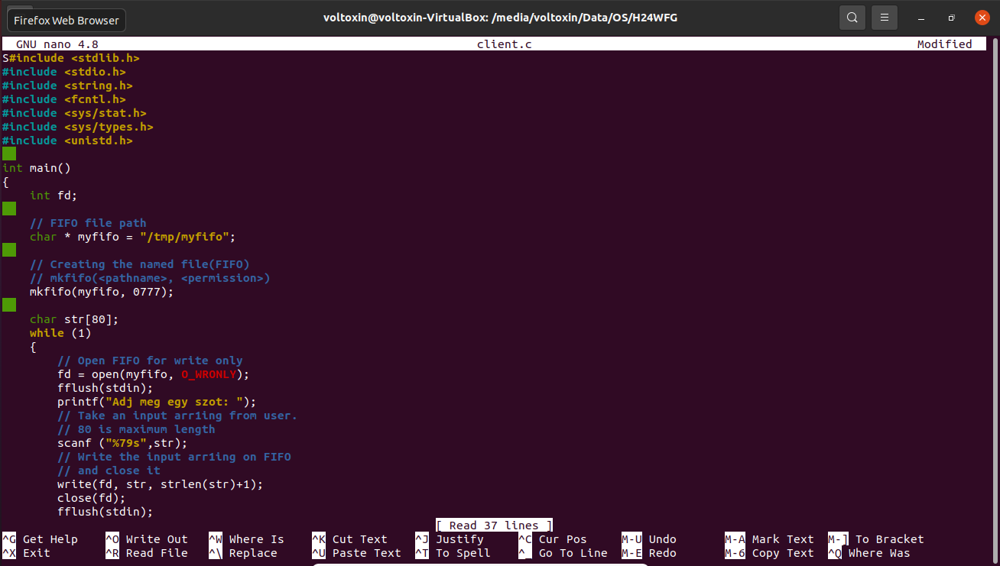 Firefox Web Browser
voltoxin@voltoxin-VirtualBox: /media/voltoxin/Data/OS/H24WFG
GNU nano 4.8 client.c Modified
S#include <stdlib.h>
#include <stdio.h>
#include <string.h>
#include <fcntl.h>
#include <sys/stat.h>
#include <sys/types.h>
#include <unistd.h>
int main()
{
    int fd;
    // FIFO file path
    char * myfifo = "/tmp/myfifo";
    // Creating the named file(FIFO)
    // mkfifo(<pathname>, <permission>)
    mkfifo(myfifo, 0777);
    char str[80];
    while (1)
    {
        // Open FIFO for write only
        fd = open(myfifo, O_WRONLY);
        fflush(stdin);
        printf("Adj meg egy szot: ");
        // Take an input arr1ing from user.
        // 80 is maximum length
        scanf ("%79s",str);
        // Write the input arr1ing on FIFO
        // and close it
        write(fd, str, strlen(str)+1);
        close(fd);
        fflush(stdin);
[ Read 37 lines ]
^G Get Help ^O Write Out ^W Where Is ^K Cut Text ^J Justify ^C Cur Pos M-U Undo M-A Mark Text M-] To Bracket
^X Exit ^R Read File ^\ Replace ^U Paste Text ^T To Spell ^_ Go To Line M-E Redo M-6 Copy Text ^Q Where Was